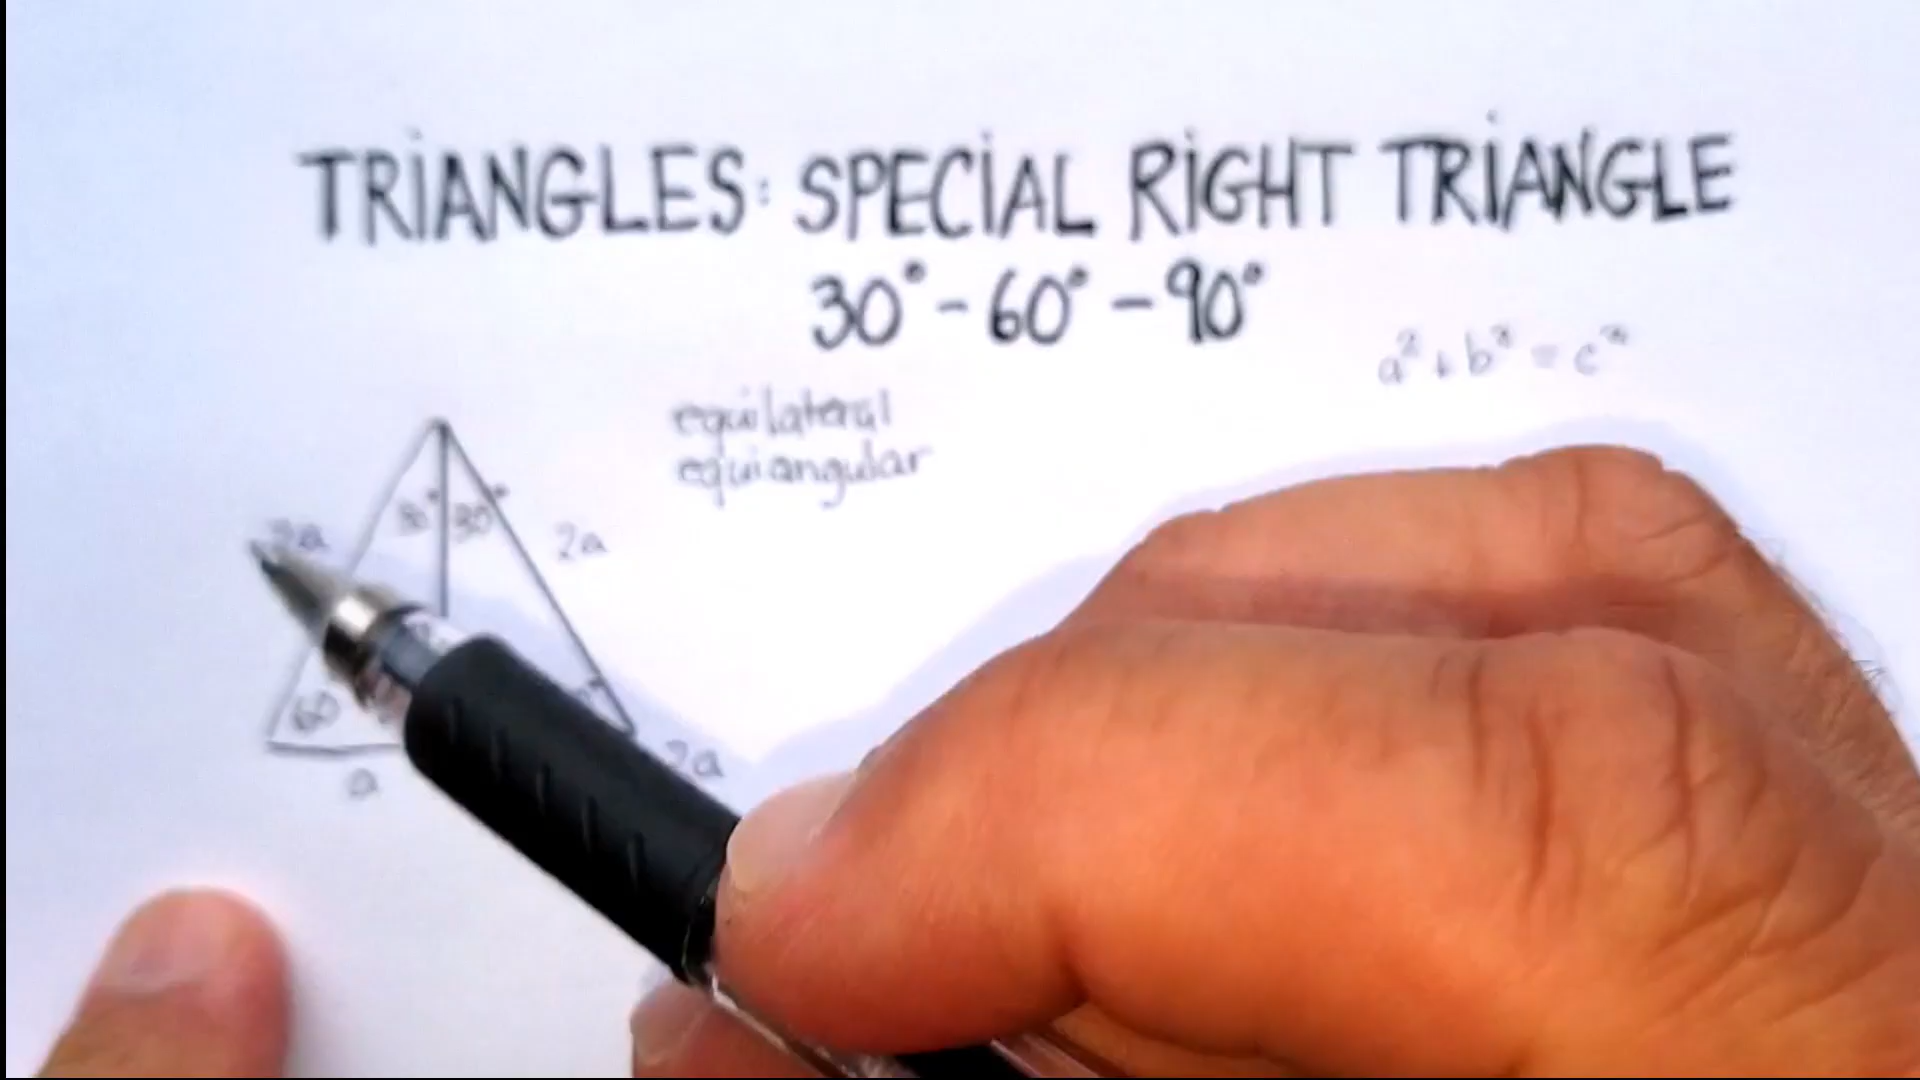 TRIANGLES: SPECIAL RIGHT TRIANGLE
30° - 60° - 90°
a² + b² = c²
equilateral
equiangular
30° 30°
2a
2a
60
2a
a